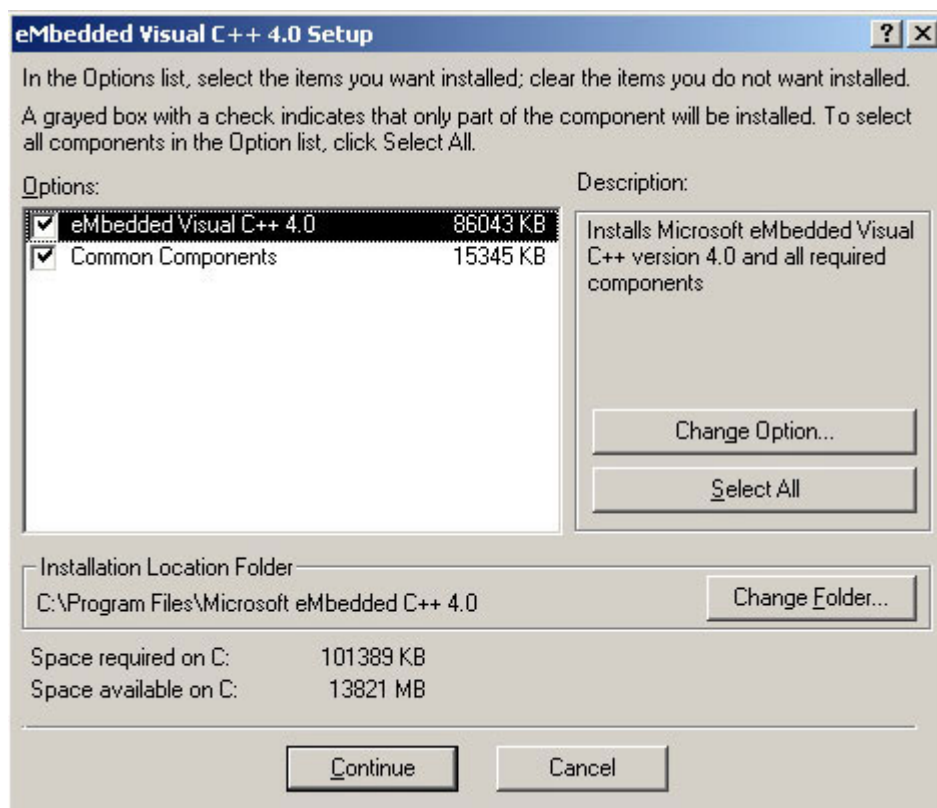 eMbedded Visual C++ 4.0 Setup
In the Options list, select the items you want installed; clear the items you do not want installed.
A grayed box with a check indicates that only part of the component will be installed. To select
all components in the Option list, click Select All.
Options:
eMbedded Visual C++ 4.0 86043 KB
Common Components 15345 KB
Description:
Installs Microsoft eMbedded Visual
C++ version 4.0 and all required
components
Change Option...
Select All
Installation Location Folder
C:\Program Files\Microsoft eMbedded C++ 4.0
Change Folder...
Space required on C: 101389 KB
Space available on C: 13821 MB
Continue
Cancel